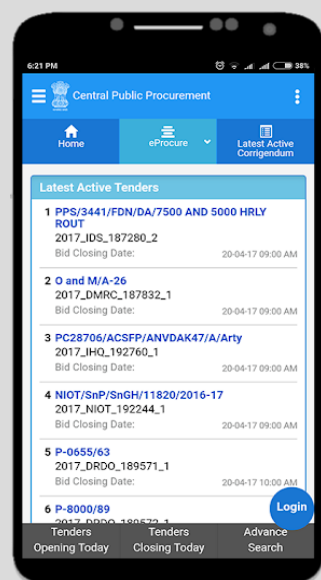 6:21 PM 38%
Central Public Procurement
Home
eProcure
Latest Active
Corrigendum
Latest Active Tenders
1 PPS/3441/FDN/DA/7500 AND 5000 HRLY
ROUT
2017_IDS_187280_2
Bid Closing Date: 20-04-17 09:00 AM
2 O and M/A-26
2017_DMRC_187832_1
Bid Closing Date: 20-04-17 09:00 AM
3 PC28706/ACSFP/ANVDAK47/A/Arty
2017_IHQ_192760_1
Bid Closing Date: 20-04-17 09:00 AM
4 NIOT/SnP/SnGH/11820/2016-17
2017_NIOT_192244_1
Bid Closing Date: 20-04-17 09:00 AM
5 P-0655/63
2017_DRDO_189571_1
Bid Closing Date: 20-04-17 10:00 AM
6 P-8000/89
Login
Tenders
Opening Today
Tenders
Closing Today
Advance
Search